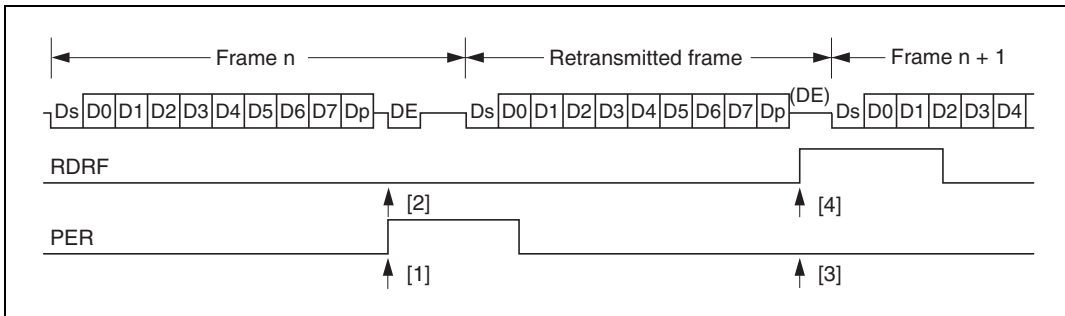 Frame n Retransmitted frame Frame n + 1
Ds D0 D1 D2 D3 D4 D5 D6 D7 Dp DE Ds D0 D1 D2 D3 D4 D5 D6 D7 Dp (DE) Ds D0 D1 D2 D3 D4
RDRF
[2] [4]
PER
[1] [3]